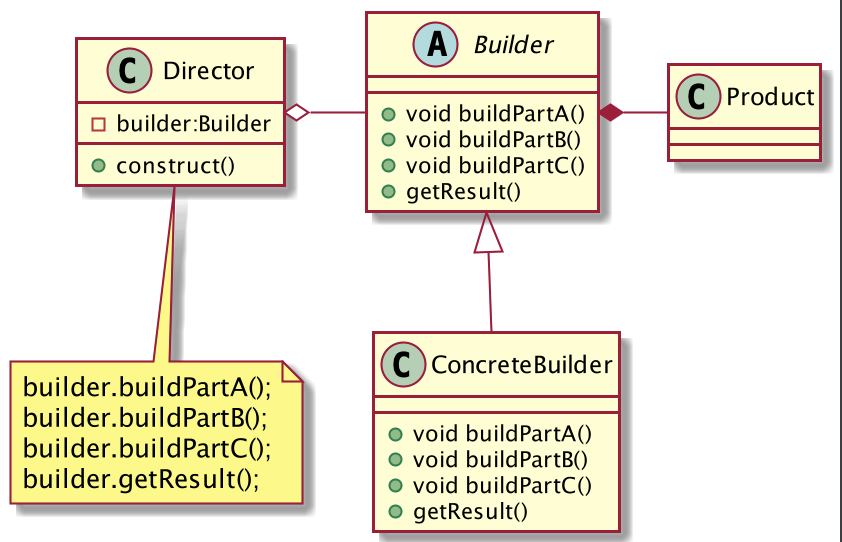 C Director
builder:Builder
construct()
A Builder
void buildPartA()
void buildPartB()
void buildPartC()
getResult()
C Product
builder.buildPartA();
builder.buildPartB();
builder.buildPartC();
builder.getResult();
C ConcreteBuilder
void buildPartA()
void buildPartB()
void buildPartC()
getResult()